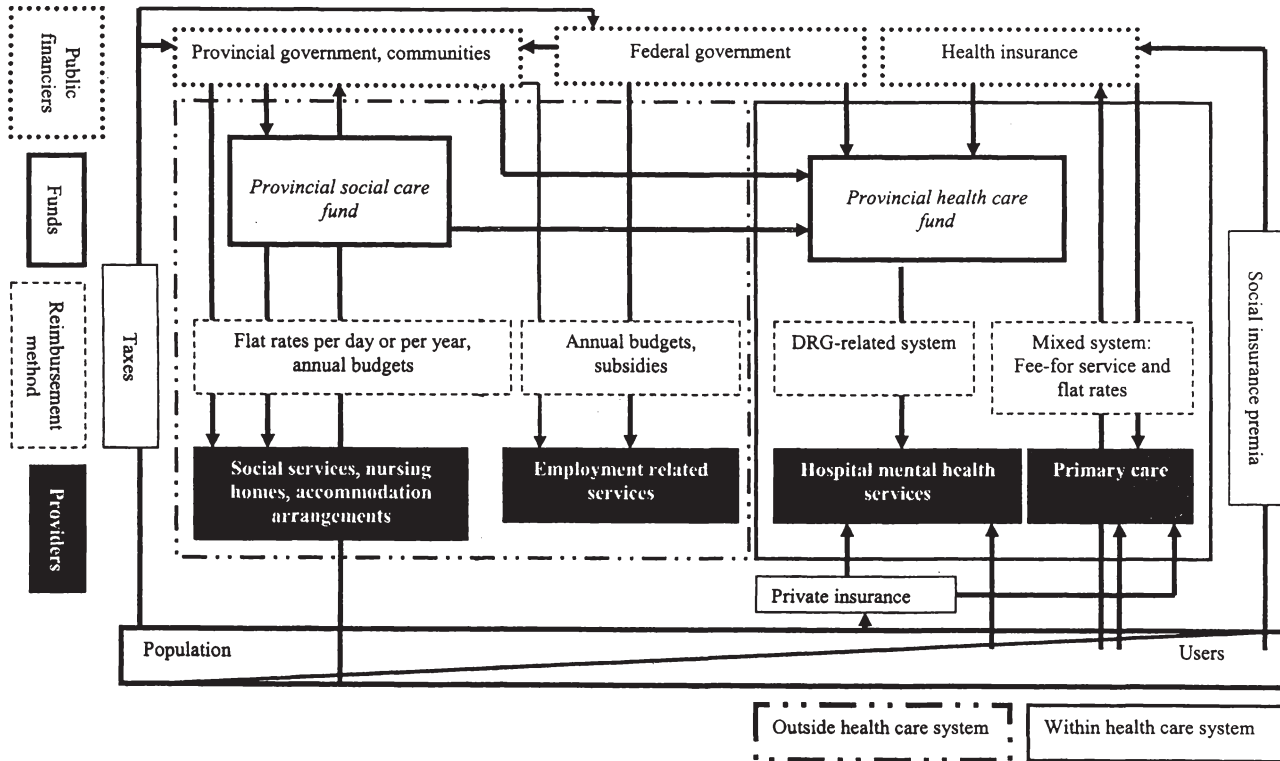 Public
financiers
Provincial government, communities
Federal government
Health insurance
Funds
Provincial social care
fund
Provincial health care
fund
Reimbursement
method
Taxes
Flat rates per day or per year,
annual budgets
Annual budgets,
subsidies
DRG-related system
Mixed system:
Fee-for service and
flat rates
Social insurance premia
Providers
Social services, nursing
homes, accommodation
arrangements
Employment related
services
Hospital mental health
services
Primary care
Private insurance
Population
Users
Outside health care system
Within health care system